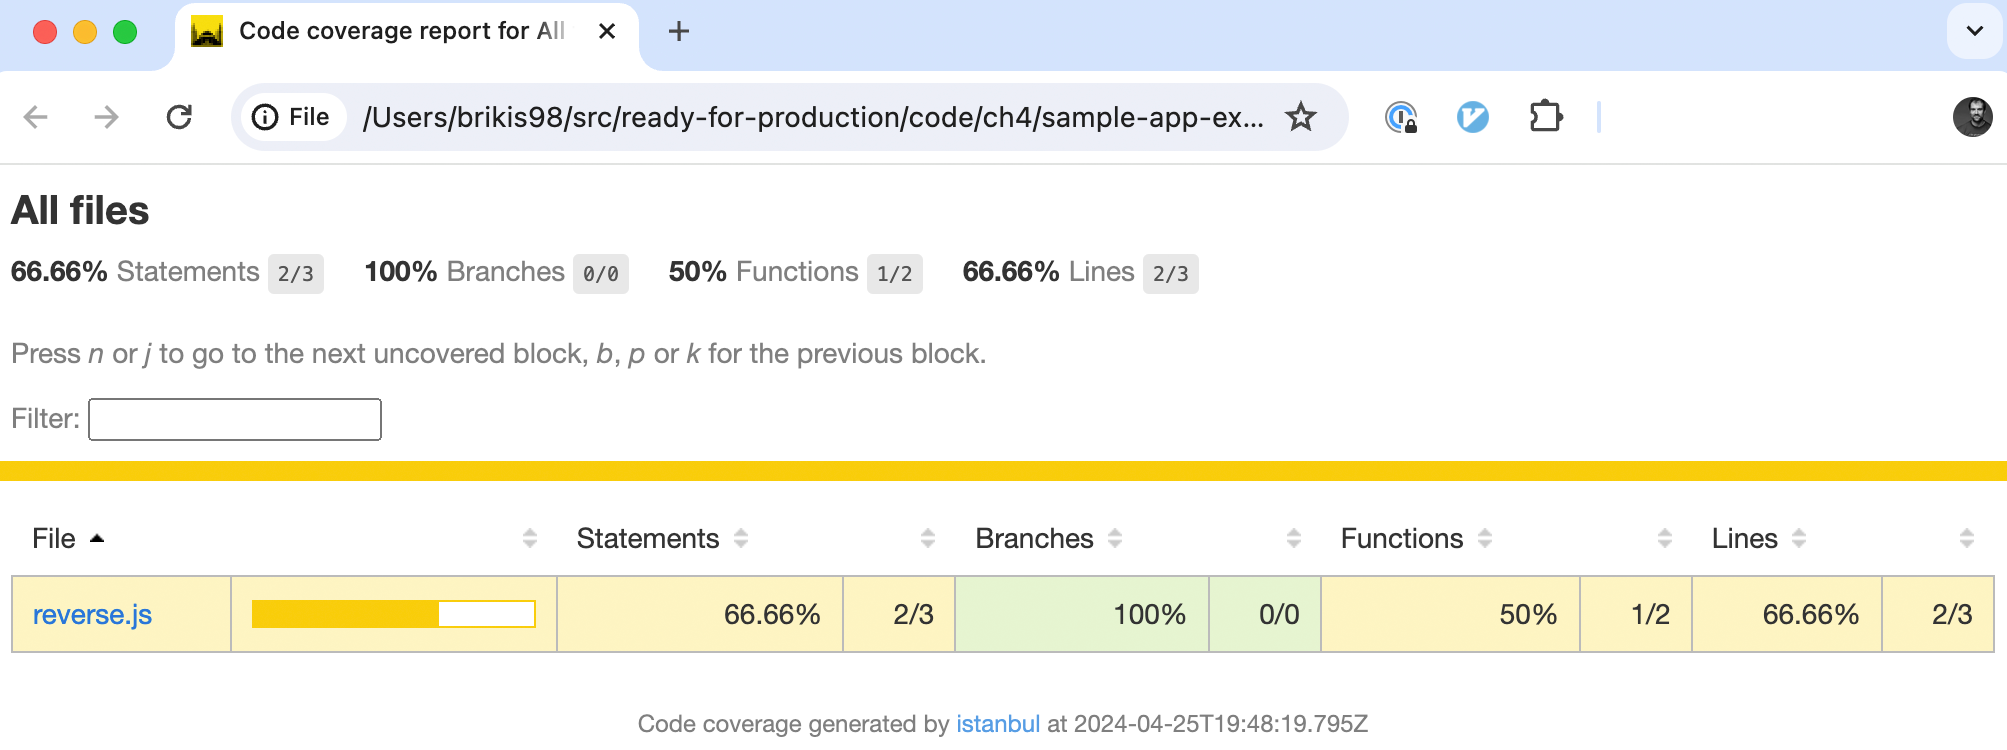 Code coverage report for All
File /Users/brikis98/src/ready-for-production/code/ch4/sample-app-ex...
All files
66.66% Statements 2/3 100% Branches 0/0 50% Functions 1/2 66.66% Lines 2/3
Press n or j to go to the next uncovered block, b, p or k for the previous block.
Filter:
File Statements Branches Functions Lines
reverse.js 66.66% 2/3 100% 0/0 50% 1/2 66.66% 2/3
Code coverage generated by istanbul at 2024-04-25T19:48:19.795Z